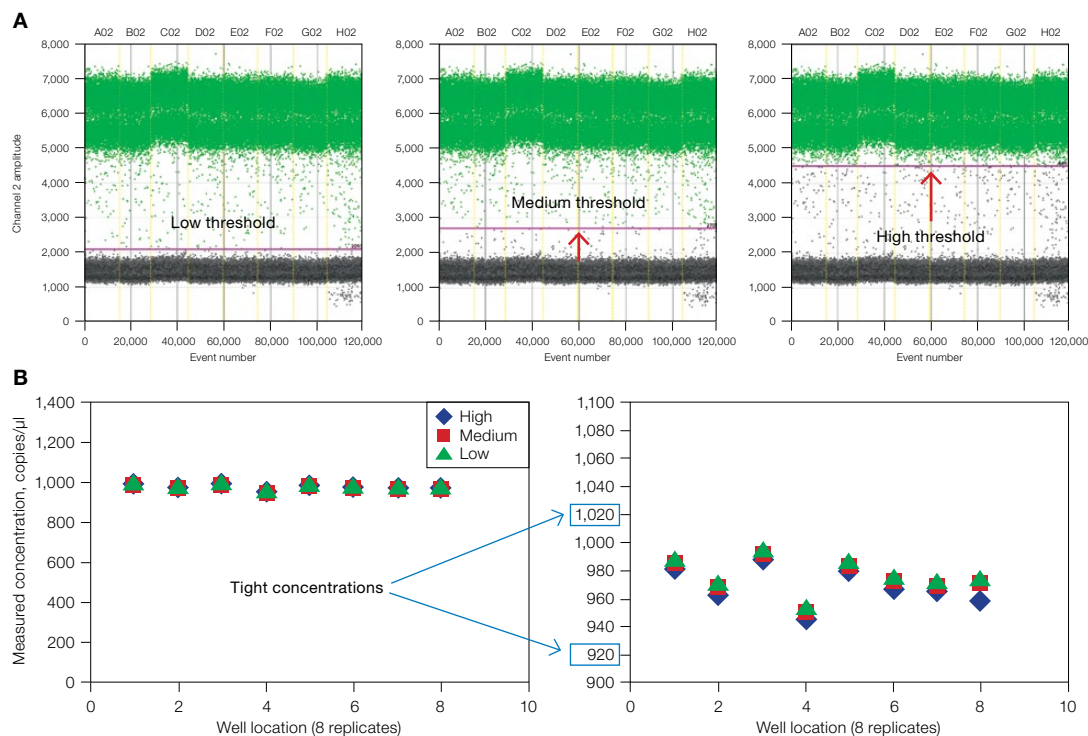 A
A02 B02 C02 D02 E02 F02 G02 H02
A02 B02 C02 D02 E02 F02 G02 H02
A02 B02 C02 D02 E02 F02 G02 H02
Channel 2 amplitude
8,000
7,000
6,000
5,000
4,000
3,000
2,000
1,000
0
Low threshold
0 20,000 40,000 60,000 80,000 100,000 120,000
Event number
8,000
7,000
6,000
5,000
4,000
3,000
2,000
1,000
0
Medium threshold
0 20,000 40,000 60,000 80,000 100,000 120,000
Event number
8,000
7,000
6,000
5,000
4,000
3,000
2,000
1,000
0
High threshold
0 20,000 40,000 60,000 80,000 100,000 120,000
Event number
B
Measured concentration, copies/µl
1,400
1,200
1,000
800
600
400
200
0
High
Medium
Low
Tight concentrations
0 2 4 6 8 10
Well location (8 replicates)
1,100
1,080
1,060
1,040
1,020
1,000
980
960
940
920
900
0 2 4 6 8 10
Well location (8 replicates)